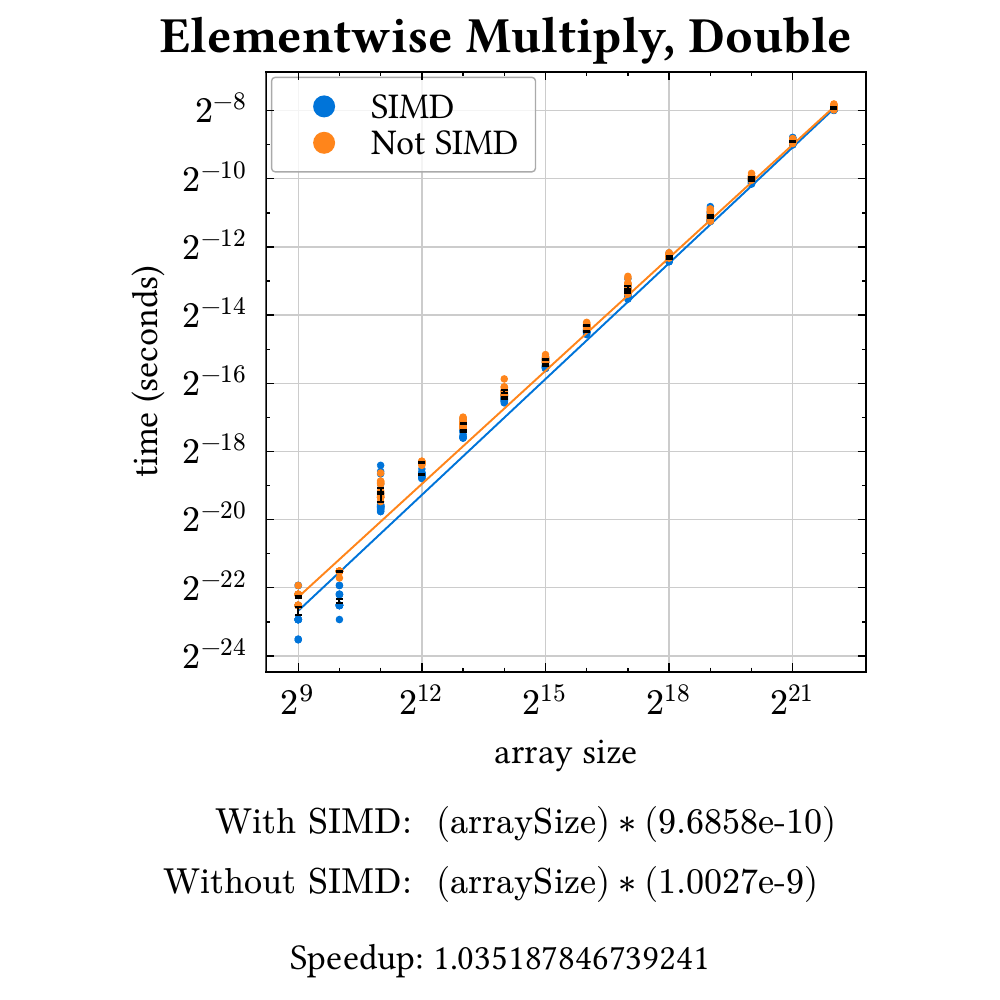 Elementwise Multiply, Double
SIMD
Not SIMD
time (seconds)
2^−8
2^−10
2^−12
2^−14
2^−16
2^−18
2^−20
2^−22
2^−24
2^9 2^12 2^15 2^18 2^21
array size
With SIMD: (arraySize) ∗ (9.6858e-10)
Without SIMD: (arraySize) ∗ (1.0027e-9)
Speedup: 1.035187846739241